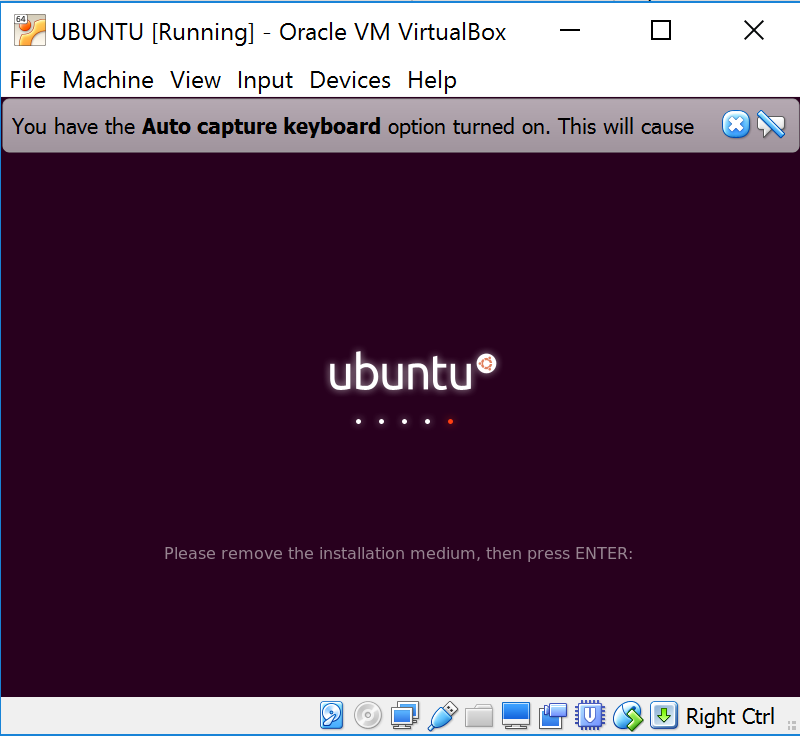 64
UBUNTU [Running] - Oracle VM VirtualBox
File Machine View Input Devices Help
You have the Auto capture keyboard option turned on. This will cause
ubuntu
Please remove the installation medium, then press ENTER:
Right Ctrl